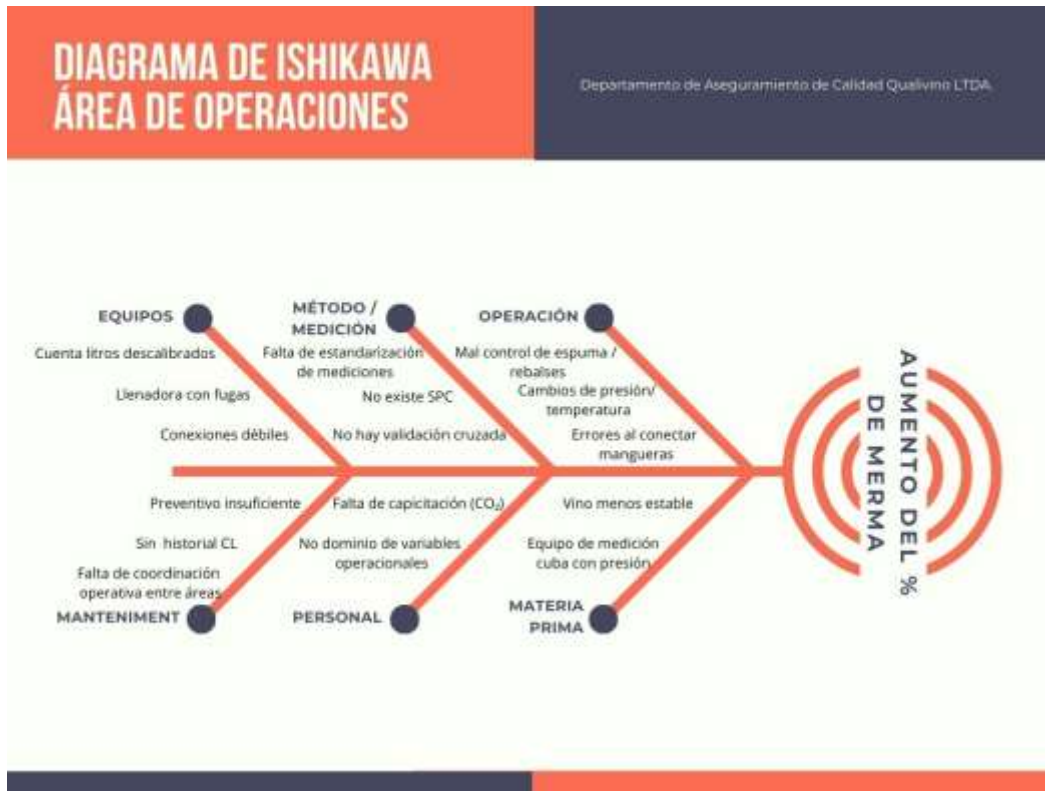 DIAGRAMA DE ISHIKAWA
ÁREA DE OPERACIONES
Departamento de Aseguramiento de Calidad Qualivino LTDA.
EQUIPOS
Cuenta litros descalibrados
Llenadora con fugas
Conexiones débiles
MÉTODO /
MEDICIÓN
Falta de estandarización
de mediciones
No existe SPC
No hay validación cruzada
OPERACIÓN
Mal control de espuma /
rebalses
Cambios de presión/
temperatura
Errores al conectar
mangueras
Preventivo insuficiente
Sin historial CL
Falta de coordinación
operativa entre áreas
MANTENIMENT
Falta de capicitación (CO₂)
No dominio de variables
operacionales
PERSONAL
Vino menos estable
Equipo de medición
cuba con presión
MATERIA
PRIMA
AUMENTO DEL %
DE MERMA